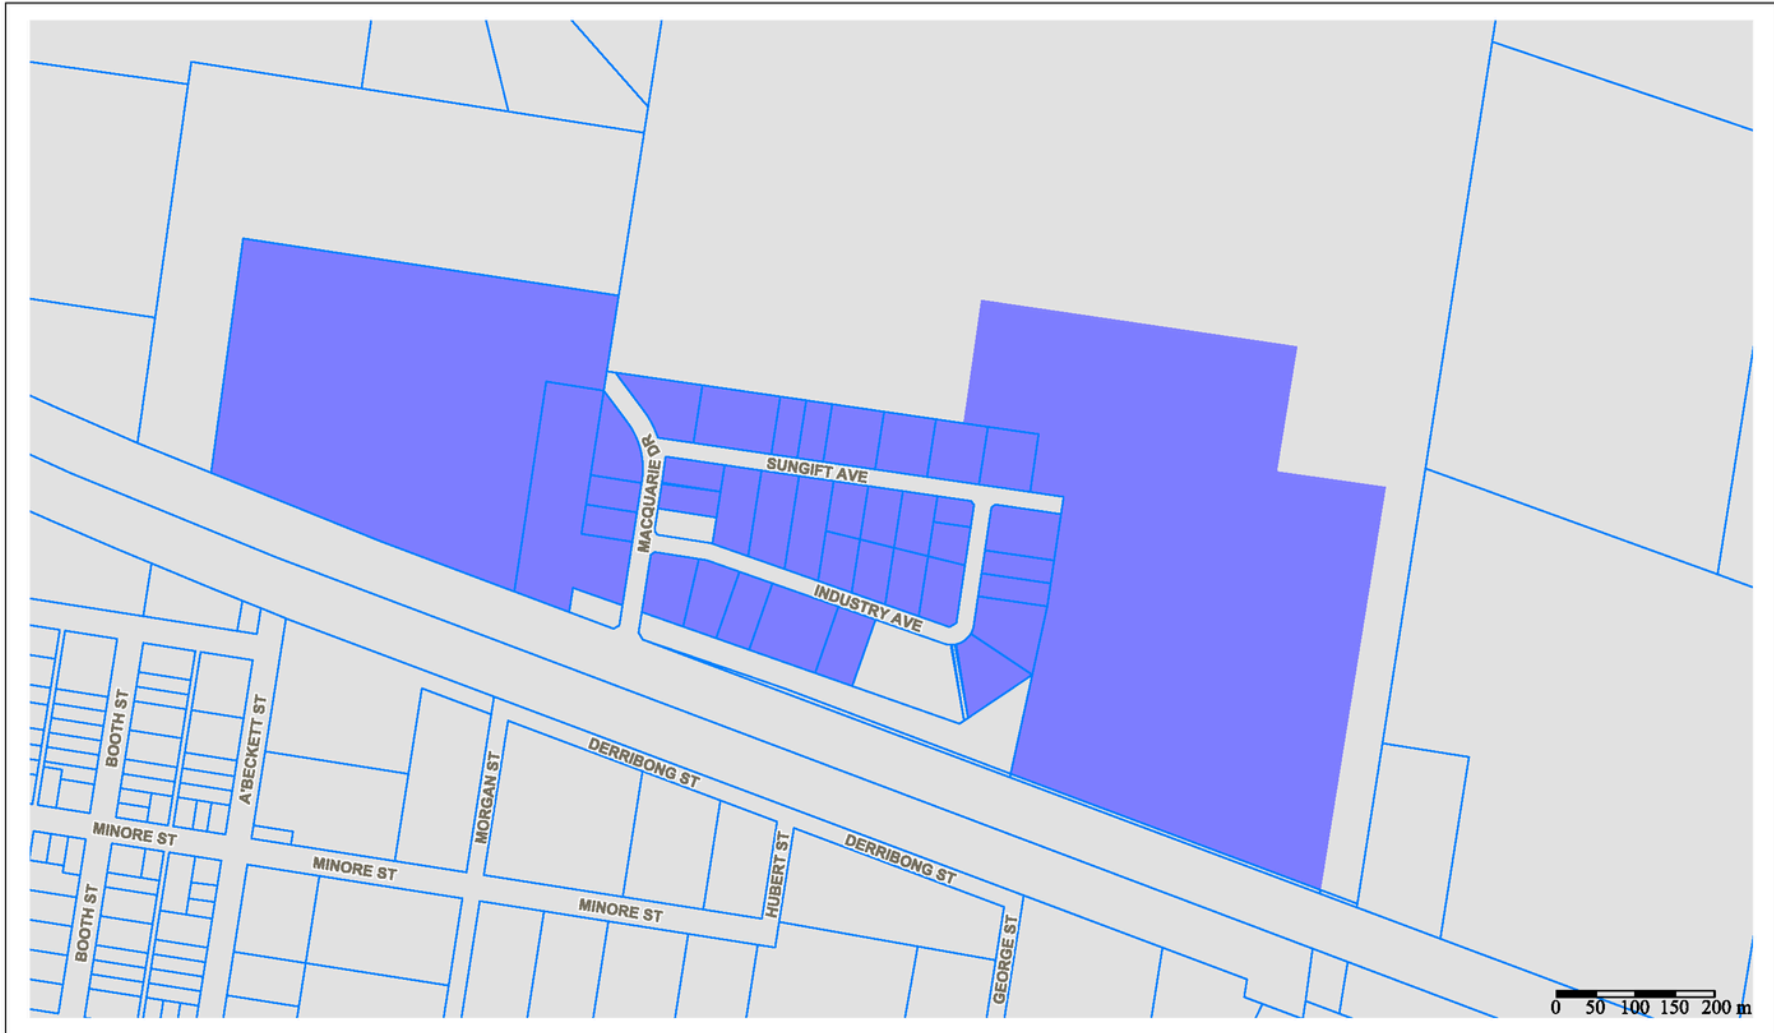 MACQUARIE DR
SUNGIFT AVE
INDUSTRY AVE
BOOTH ST
A'BECKETT ST
MORGAN ST
DERRIBONG ST
MINORE ST
MINORE ST
HUBERT ST
DERRIBONG ST
BOOTH ST
MINORE ST
GEORGE ST
0 50 100 150 200 m